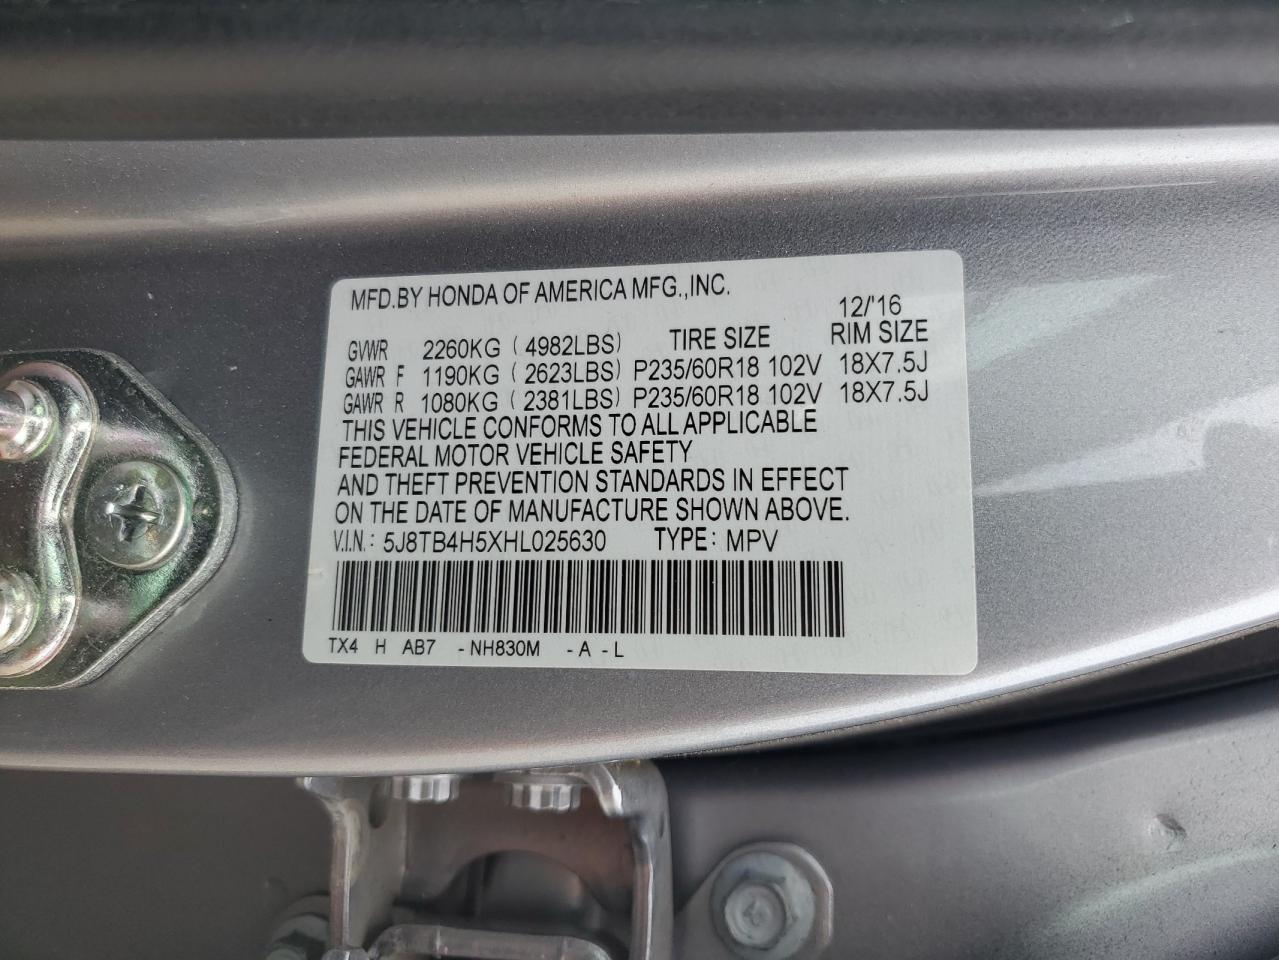 MFD.BY HONDA OF AMERICA MFG.,INC.
12/'16
GVWR 2260KG (4982LBS) TIRE SIZE RIM SIZE
GAWR F 1190KG (2623LBS) P235/60R18 102V 18X7.5J
GAWR R 1080KG (2381LBS) P235/60R18 102V 18X7.5J
THIS VEHICLE CONFORMS TO ALL APPLICABLE
FEDERAL MOTOR VEHICLE SAFETY
AND THEFT PREVENTION STANDARDS IN EFFECT
ON THE DATE OF MANUFACTURE SHOWN ABOVE.
V.I.N.: 5J8TB4H5XHL025630 TYPE: MPV
TX4 H AB7 -NH830M -A -L